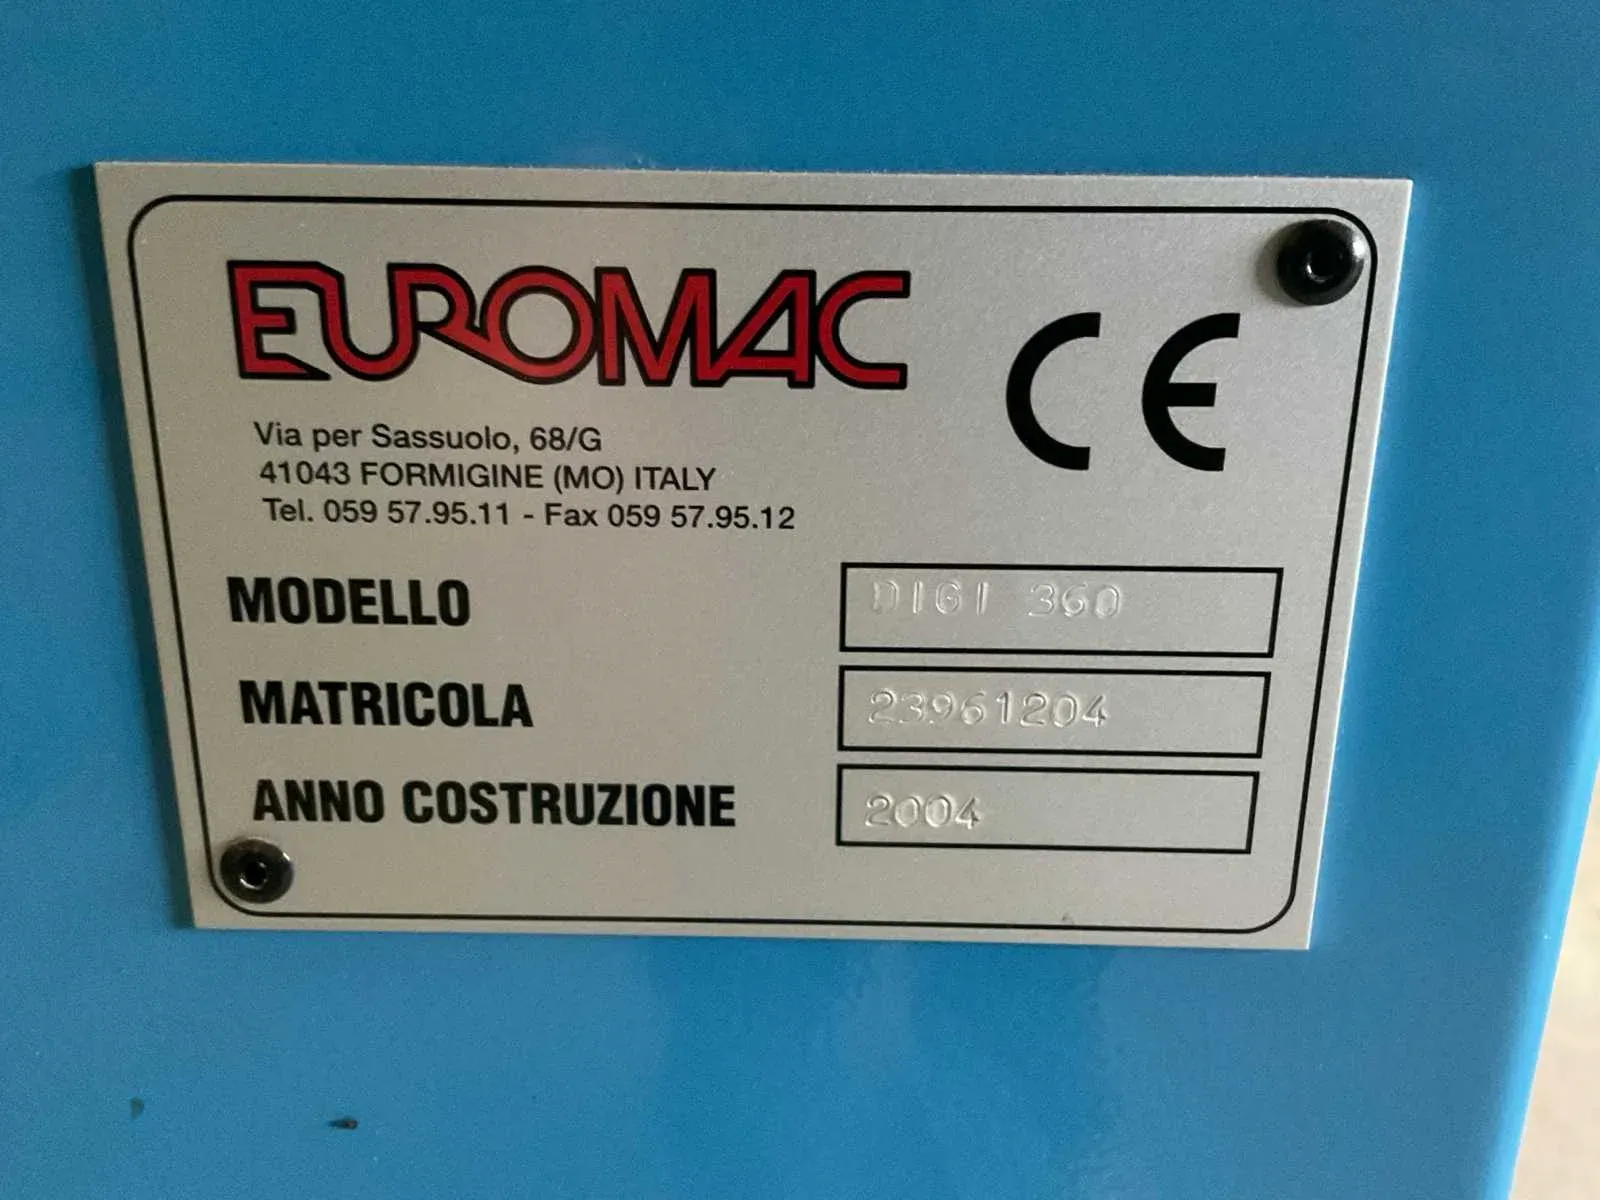 EUROMAC
CE
Via per Sassuolo, 68/G
41043 FORMIGINE (MO) ITALY
Tel. 059 57.95.11 - Fax 059 57.95.12
MODELLO DIGI 360
MATRICOLA 23961204
ANNO COSTRUZIONE 2004